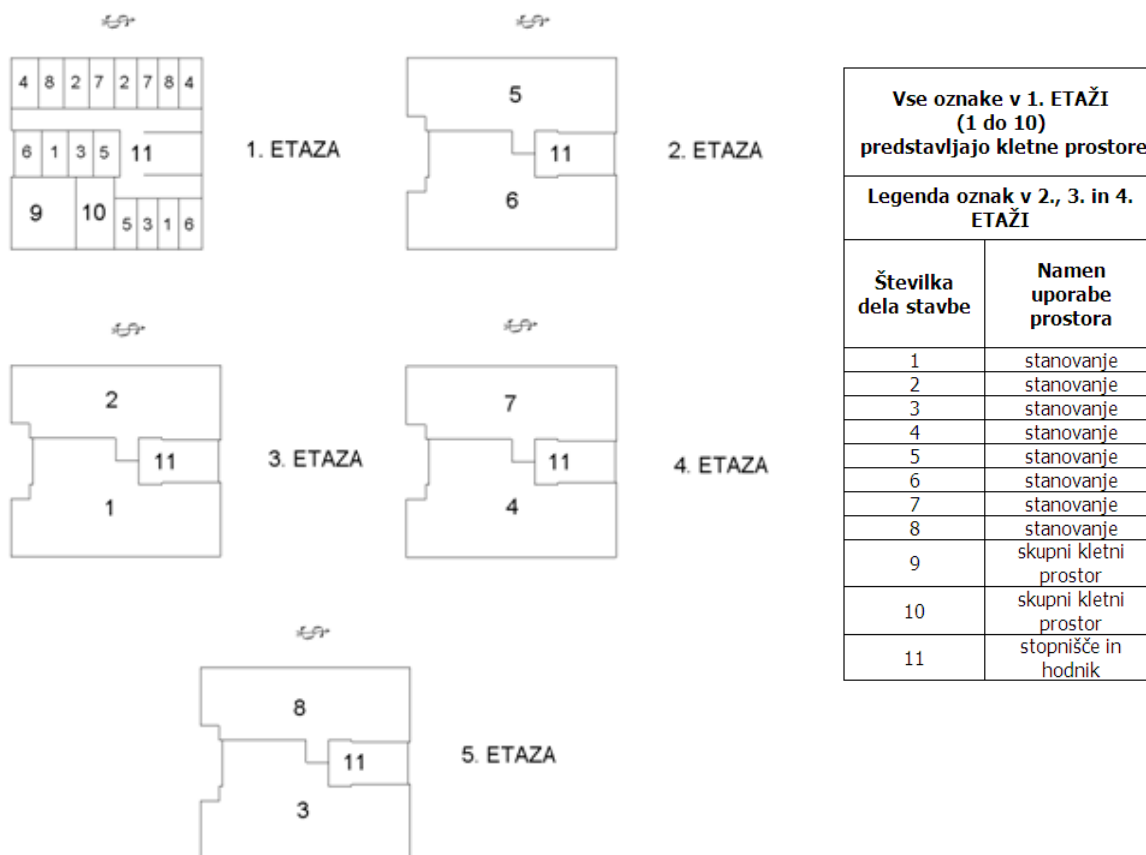 4 8 2 7 2 7 8 4
6 1 3 5 11
9 10 5 3 1 6
1. ETAZA
5
11
6
2. ETAZA
2
11
1
3. ETAZA
7
11
4
4. ETAZA
8
11
3
5. ETAZA
Vse oznake v 1. ETAŽI
(1 do 10)
predstavljajo kletne prostore
Legenda oznak v 2., 3. in 4.
ETAŽI
Številka
dela stavbe
Namen
uporabe
prostora
1 stanovanje
2 stanovanje
3 stanovanje
4 stanovanje
5 stanovanje
6 stanovanje
7 stanovanje
8 stanovanje
9 skupni kletni
prostor
10 skupni kletni
prostor
11 stopnišče in
hodnik